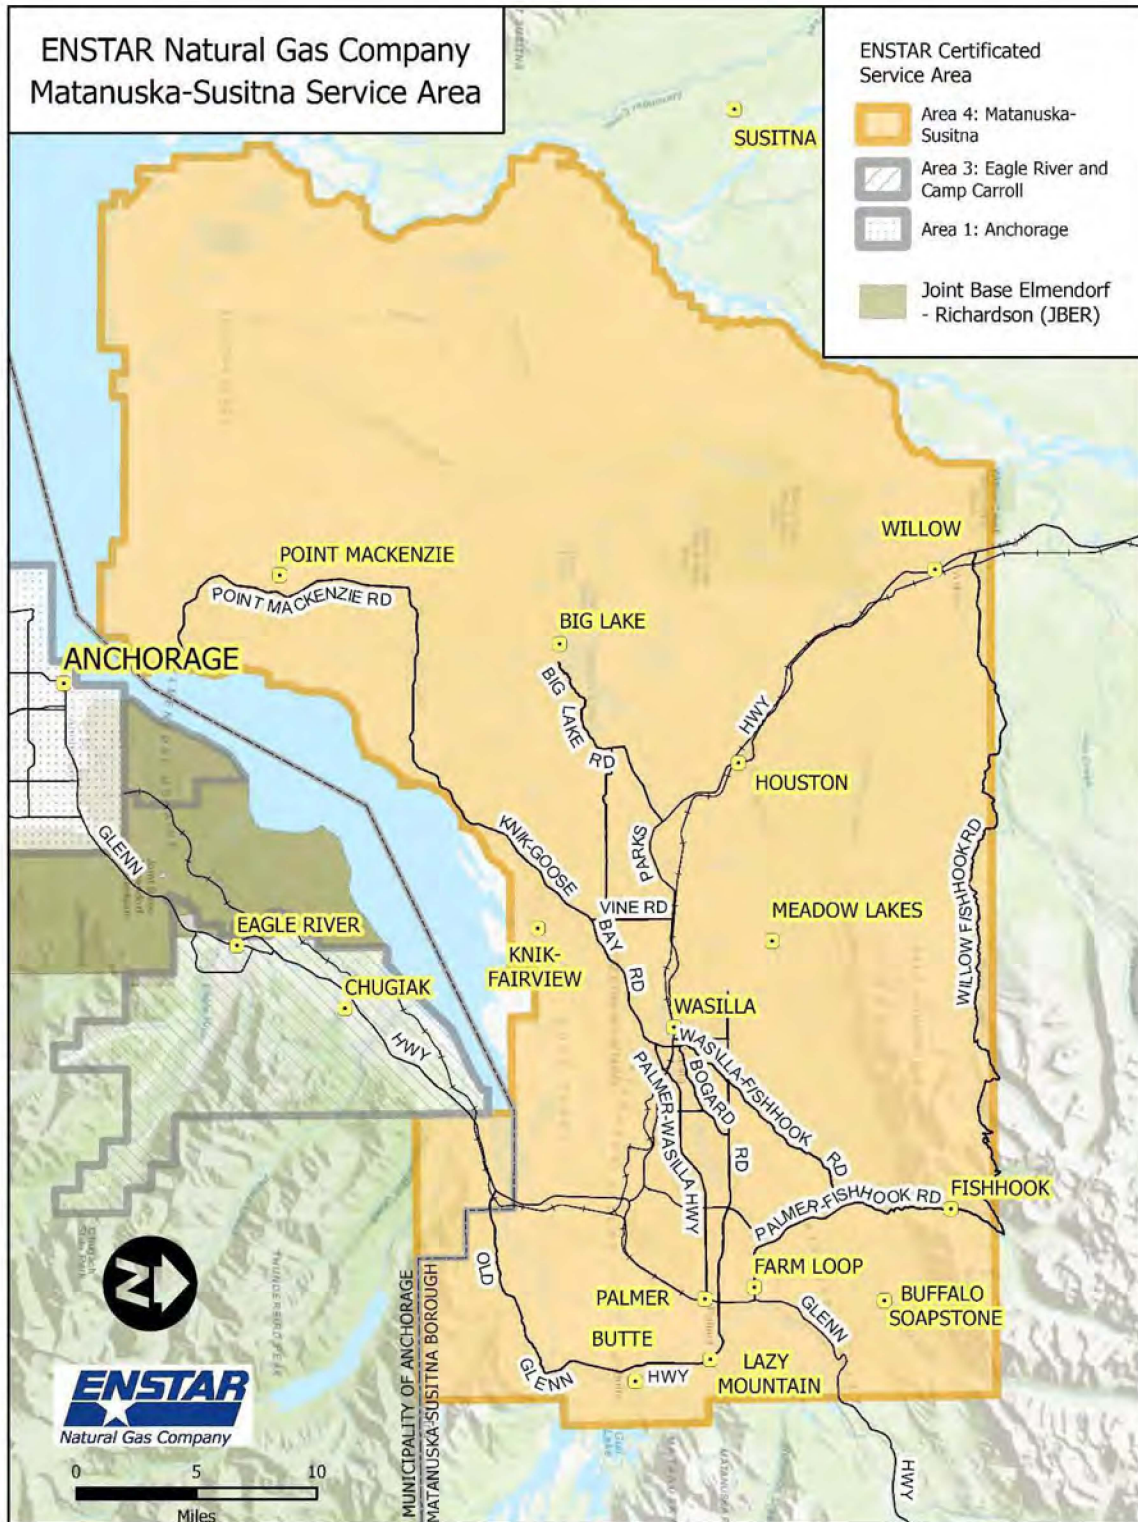 ENSTAR Natural Gas Company
Matanuska-Susitna Service Area
ENSTAR Certificated
Service Area
Area 4: Matanuska-
Susitna
Area 3: Eagle River and
Camp Carroll
Area 1: Anchorage
Joint Base Elmendorf
- Richardson (JBER)
SUSITNA
WILLOW
POINT MACKENZIE
POINT MACKENZIE RD
BIG LAKE
BIG LAKE RD
ANCHORAGE
HWY
HOUSTON
PARKS
KNIK-GOOSE
BAY
RD
VINE RD
WILLOW FISHHOOK RD
GLENN
EAGLE RIVER
MEADOW LAKES
KNIK-
FAIRVIEW
CHUGIAK
HWY
WASILLA
WASILLA-FISHHOOK
RD
BOGARD
RD
PALMER-WASILLA HWY
PALMER-FISHHOOK RD
FISHHOOK
OLD
GLENN
HWY
FARM LOOP
PALMER
BUFFALO
SOAPSTONE
GLENN
HWY
BUTTE
LAZY
MOUNTAIN
THUNDERBIRD PEAK
MUNICIPALITY OF ANCHORAGE
MATANUSKA-SUSITNA BOROUGH
N
ENSTAR
Natural Gas Company
0 5 10
Miles